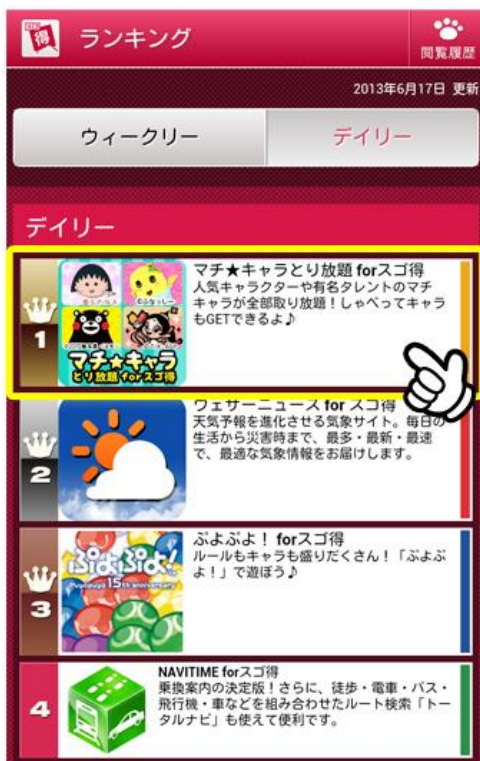 得
ランキング
閲覧履歴
2013年6月17日 更新
ウィークリー
デイリー
デイリー
1
マチ★キャラ
とり放題 forスゴ得
マチ★キャラとり放題 forスゴ得
人気キャラクターや有名タレントのマチ
キャラが全部取り放題！しゃべってキャラ
もGETできるよ♪
2
ウェザーニュース for スゴ得
天気予報を進化させる気象サイト。毎日の
生活から災害時まで、最多・最新・最速
で、最適な気象情報をお届けします。
3
ぷよぷよ!
Puyopuyo 15th anniversary
ぷよぷよ！ forスゴ得
ルールもキャラも盛りだくさん！「ぷよぷ
よ！」で遊ぼう♪
4
NAVITIME forスゴ得
乗換案内の決定版！さらに、徒歩・電車・バス・
飛行機・車などを組み合わせたルート検索「トー
タルナビ」も使えて便利です。